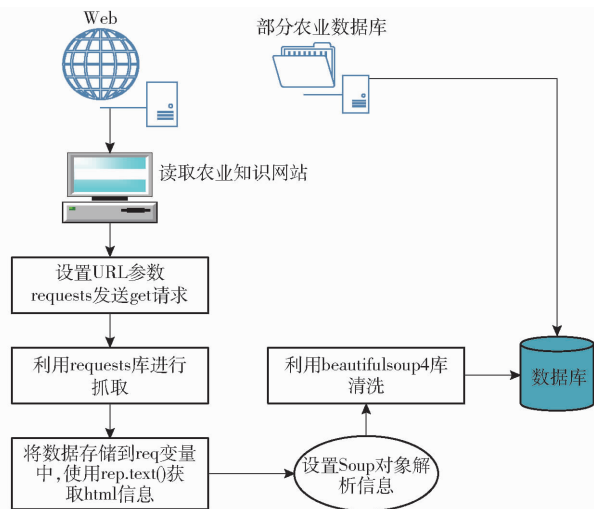 Web
部分农业数据库
读取农业知识网站
设置URL参数
requests发送get请求
利用requests库进行
抓取
将数据存储到req变量
中,使用rep.text()获
取html信息
设置Soup对象解
析信息
利用beautifulsoup4库
清洗
数据库